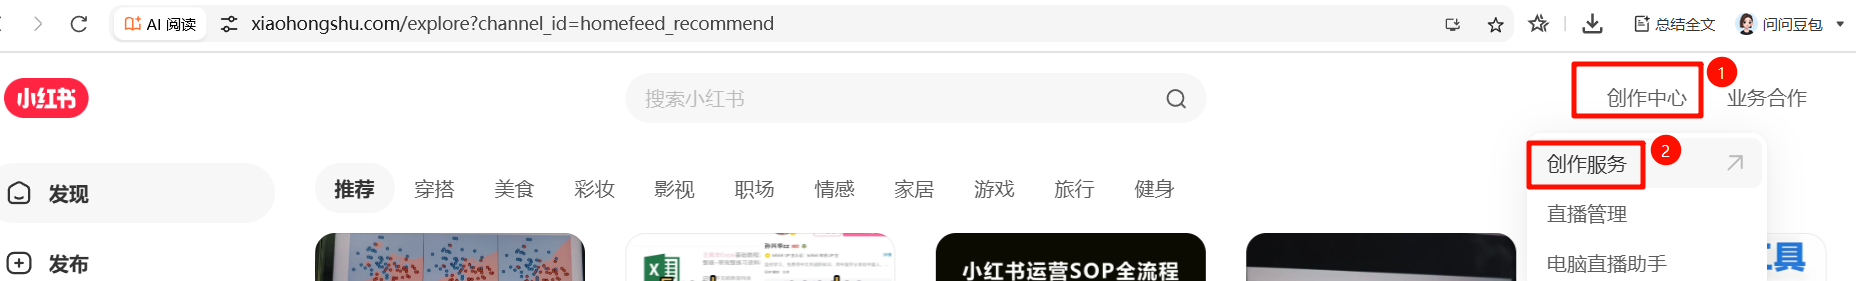 AI 阅读
xiaohongshu.com/explore?channel_id=homefeed_recommend
总结全文
问问豆包
小红书
搜索小红书
创作中心
1
业务合作
创作服务
2
直播管理
电脑直播助手
发现
发布
推荐
穿搭
美食
彩妆
影视
职场
情感
家居
游戏
旅行
健身
小红书运营SOP全流程
工具